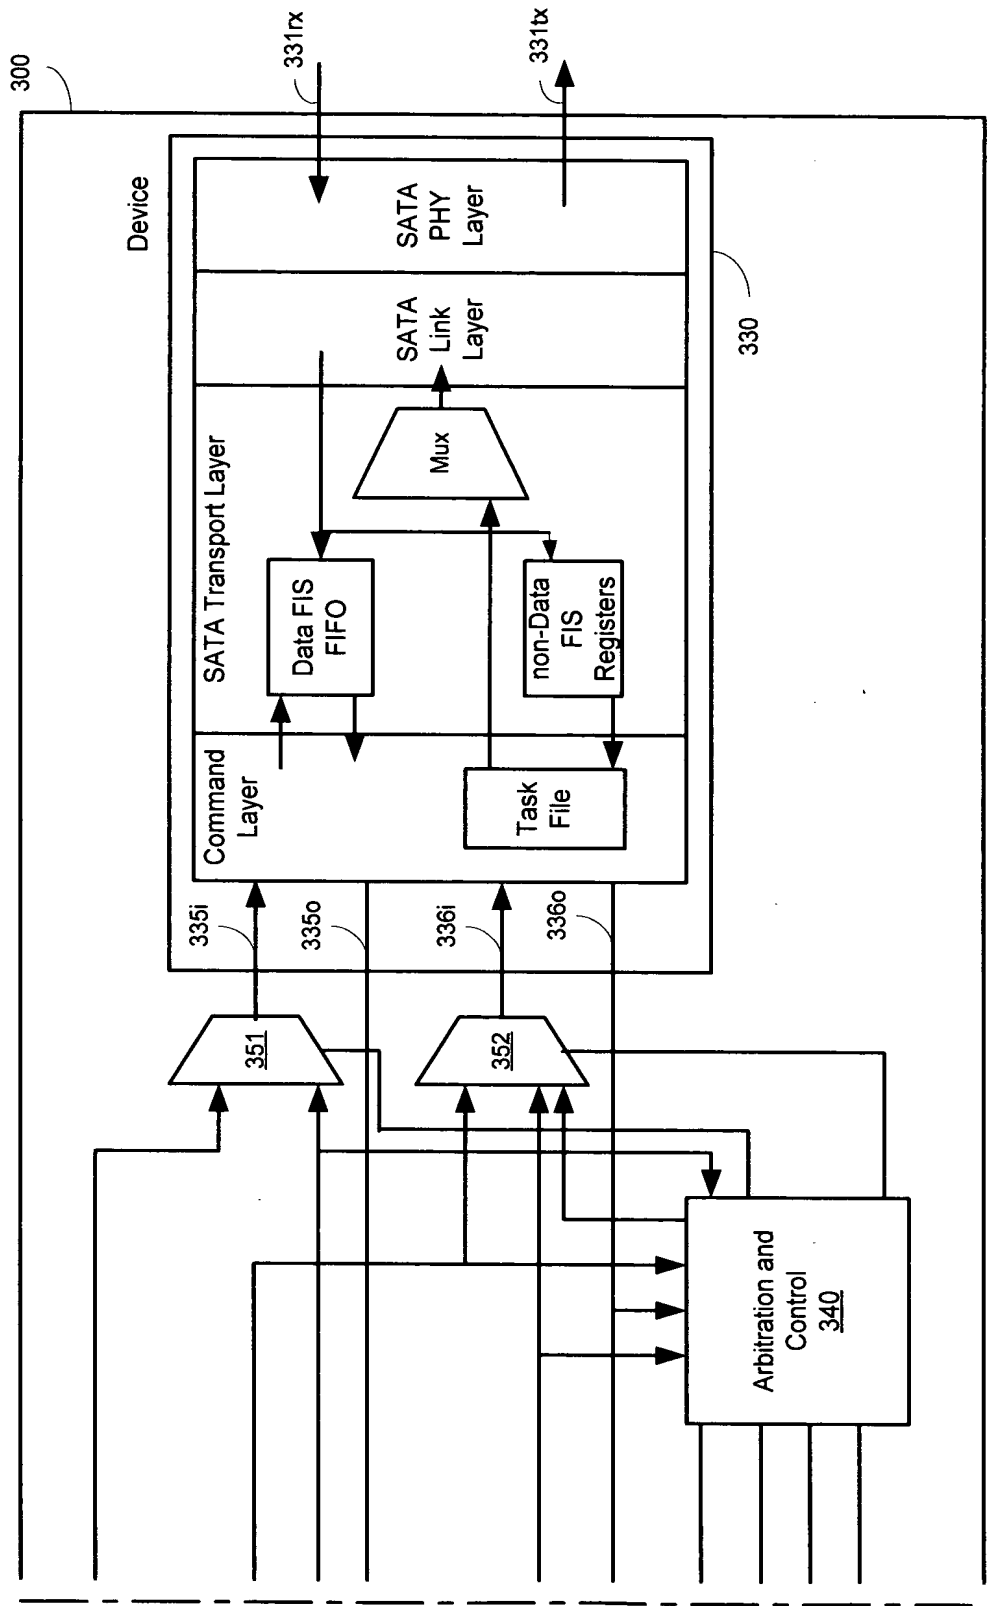 300
331rx
331tx
Device
SATA
PHY
Layer
SATA
Link
Layer
330
SATA Transport Layer
Mux
Data FIS
FIFO
non-Data
FIS
Registers
Command
Layer
Task
File
335i
335o
336i
336o
351
352
Arbitration and
Control
340